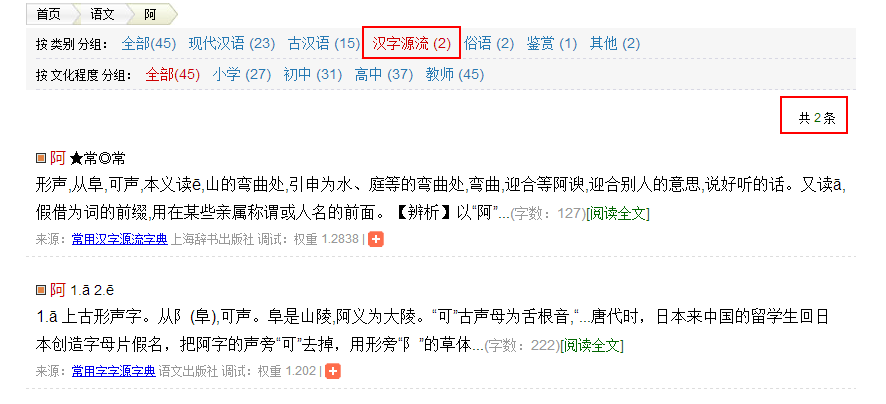 首页 语文 阿
按 类别 分组： 全部(45) 现代汉语 (23) 古汉语 (15) 汉字源流 (2) 俗语 (2) 鉴赏 (1) 其他 (2)
按 文化程度 分组： 全部(45) 小学 (27) 初中 (31) 高中 (37) 教师 (45)
共 2 条
阿 ★常◎常
形声,从阜,可声,本义读ē,山的弯曲处,引申为水、庭等的弯曲处,弯曲,迎合等阿谀,迎合别人的意思,说好听的话。又读ā,
假借为词的前缀,用在某些亲属称谓或人名的前面。【辨析】以“阿”...(字数：127)[阅读全文]
来源：常用汉字源流字典 上海辞书出版社 调试：权重 1.2838 |
阿 1.ā 2.ē
1.ā 上古形声字。从阝(阜),可声。阜是山陵,阿义为大陵。“可”古声母为舌根音,“...唐代时，日本来中国的留学生回日
本创造字母片假名，把阿字的声旁“可”去掉，用形旁“阝”的草体...(字数：222)[阅读全文]
来源：常用字字源字典 语文出版社 调试：权重 1.202 |